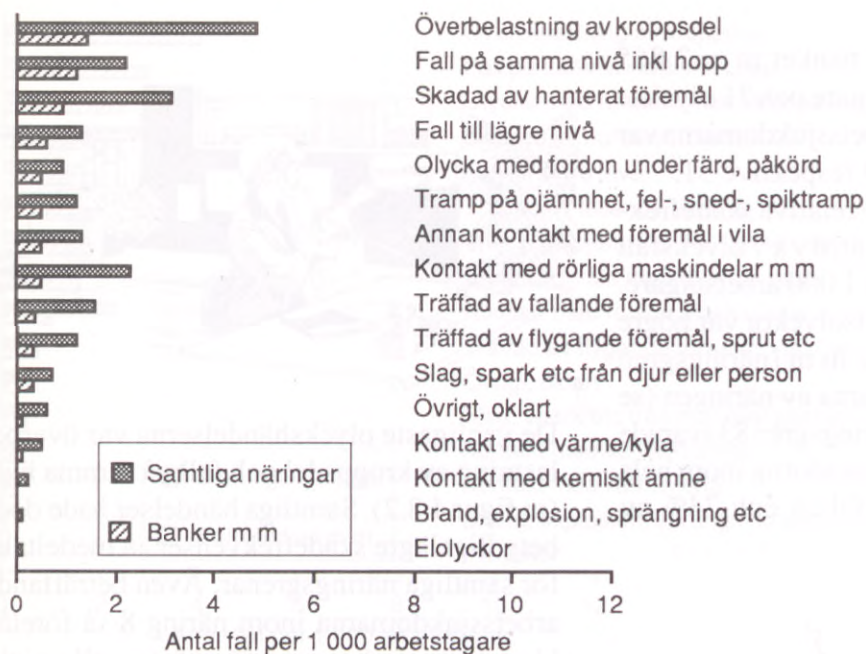 Överbelastning av kroppsdel
Fall på samma nivå inkl hopp
Skadad av hanterat föremål
Fall till lägre nivå
Olycka med fordon under färd, påkörd
Tramp på ojämnhet, fel-, sned-, spiktramp
Annan kontakt med föremål i vila
Kontakt med rörliga maskindelar m m
Träffad av fallande föremål
Träffad av flygande föremål, sprut etc
Slag, spark etc från djur eller person
Övrigt, oklart
Kontakt med värme/kyla
Kontakt med kemiskt ämne
Brand, explosion, sprängning etc
Elolyckor
Samtliga näringar
Banker m m
0 2 4 6 8 10 12
Antal fall per 1 000 arbetstagare